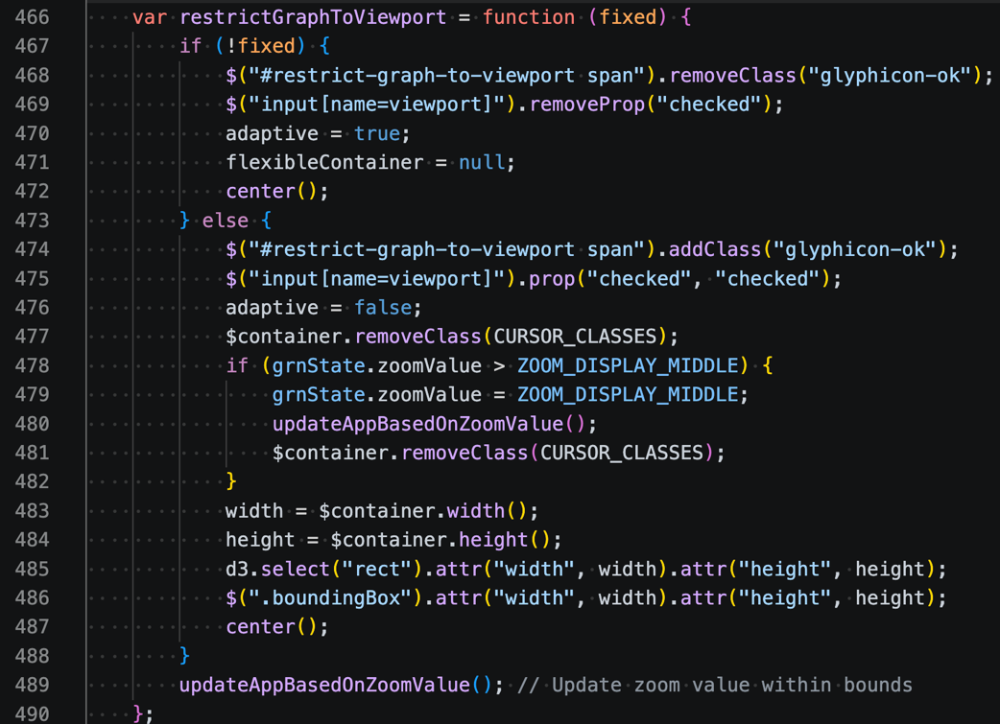 466 var restrictGraphToViewport = function (fixed) {
467 if (!fixed) {
468 $("#restrict-graph-to-viewport span").removeClass("glyphicon-ok");
469 $("input[name=viewport]").removeProp("checked");
470 adaptive = true;
471 flexibleContainer = null;
472 center();
473 } else {
474 $("#restrict-graph-to-viewport span").addClass("glyphicon-ok");
475 $("input[name=viewport]").prop("checked", "checked");
476 adaptive = false;
477 $container.removeClass(CURSOR_CLASSES);
478 if (grnState.zoomValue > ZOOM_DISPLAY_MIDDLE) {
479 grnState.zoomValue = ZOOM_DISPLAY_MIDDLE;
480 updateAppBasedOnZoomValue();
481 $container.removeClass(CURSOR_CLASSES);
482 }
483 width = $container.width();
484 height = $container.height();
485 d3.select("rect").attr("width", width).attr("height", height);
486 $(".boundingBox").attr("width", width).attr("height", height);
487 center();
488 }
489 updateAppBasedOnZoomValue(); // Update zoom value within bounds
490 };